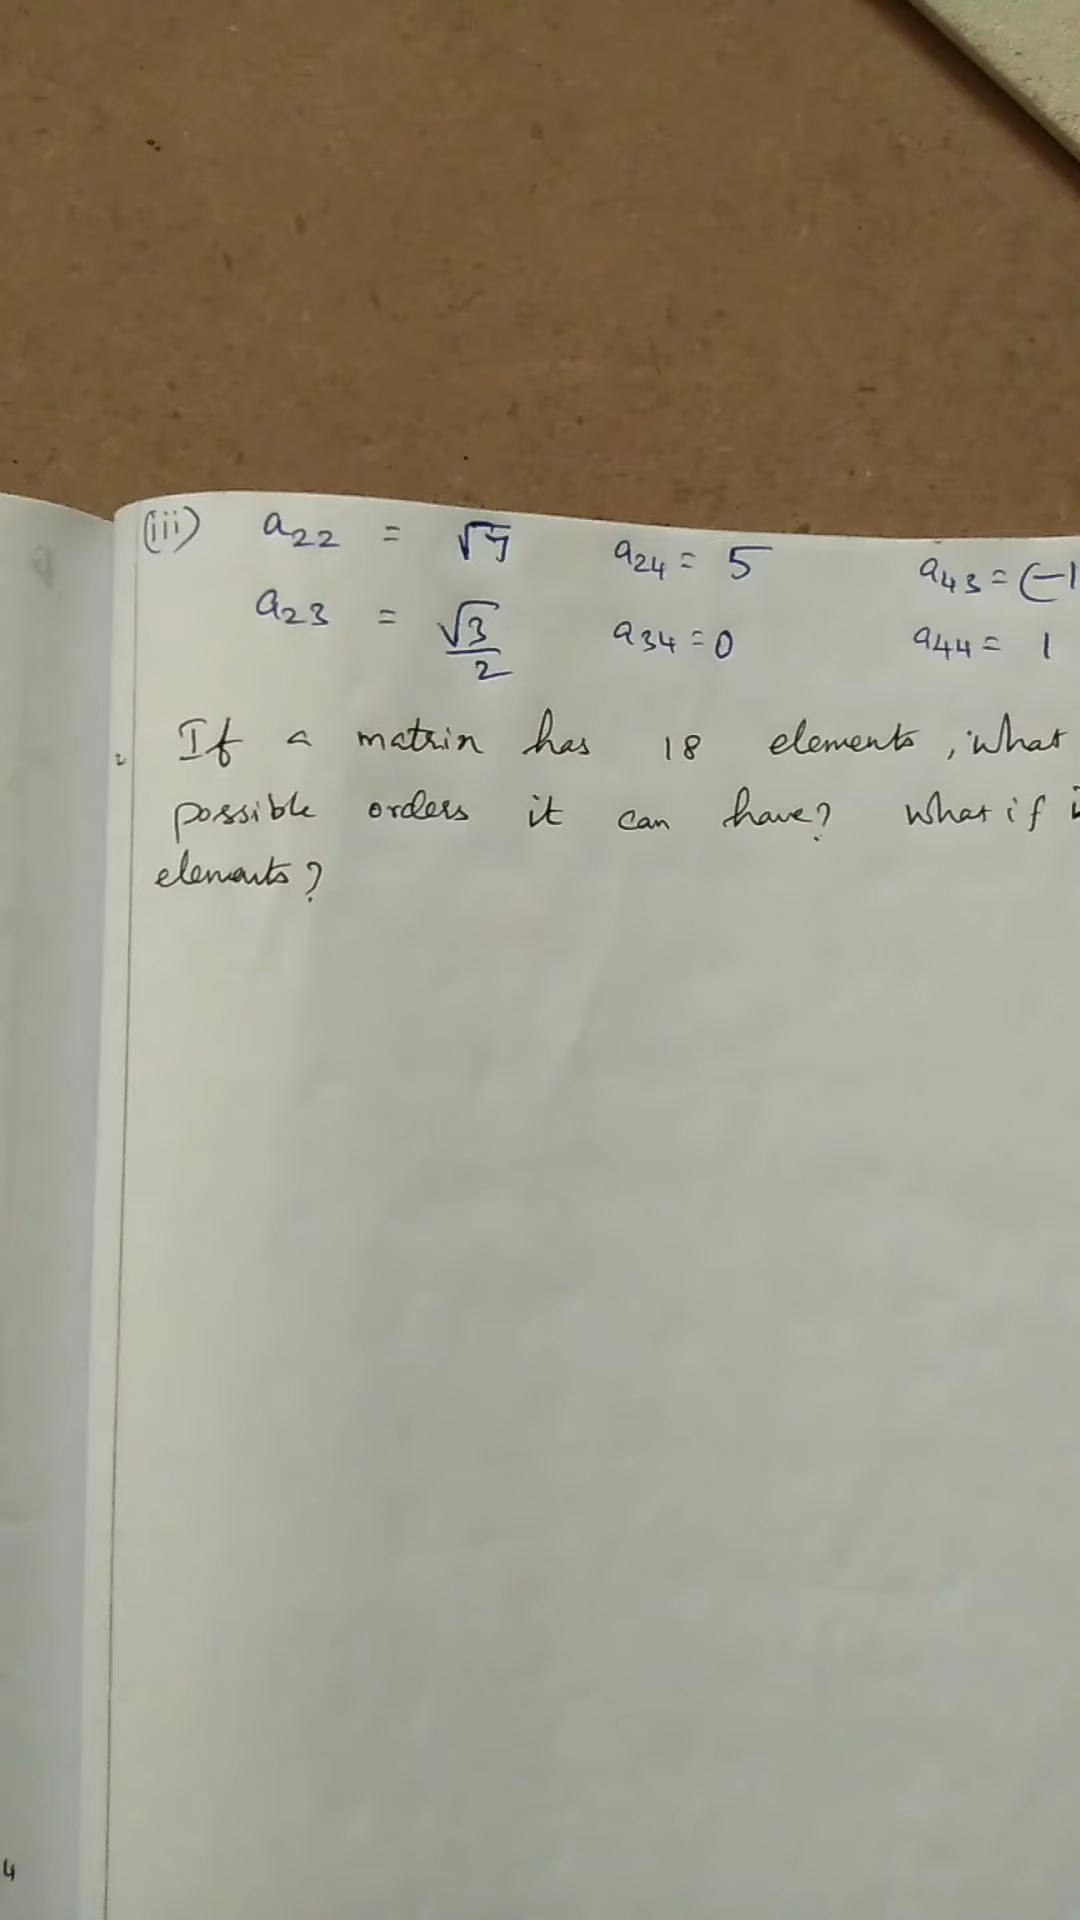 (iii) a22 = √7 a24 = 5 a43 = (-1
a23 = √3/2 a34 = 0 a44 = 1
If a matrix has 18 elements, what
possible orders it can have? What if i
elements?
4